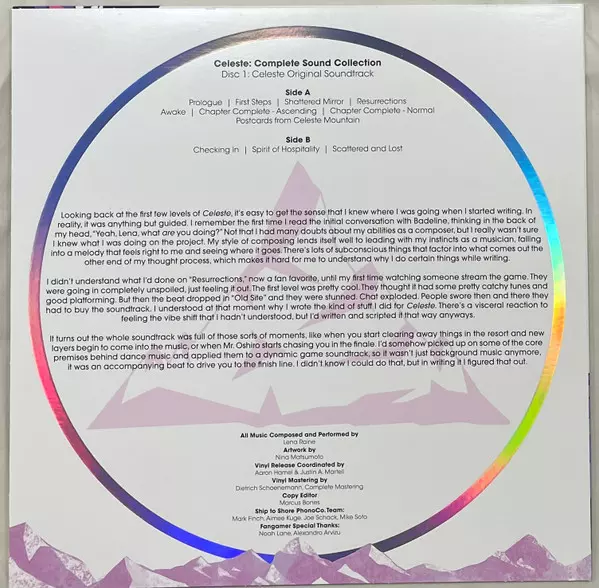 Celeste: Complete Sound Collection
Disc 1: Celeste Original Soundtrack
Side A
Prologue | First Steps | Shattered Mirror | Resurrections
Awake | Chapter Complete - Ascending | Chapter Complete - Normal
Postcards from Celeste Mountain
Side B
Checking in | Spirit of Hospitality | Scattered and Lost
Looking back at the first few levels of Celeste, it's easy to get the sense that I knew where I was going when I started writing. In
reality, it was anything but guided. I remember the first time I read the initial conversation with Badeline, thinking in the back of
my head, "Yeah, Lena, what are you doing?" Not that I had many doubts about my abilities as a composer, but I really wasn't sure
I knew what I was doing on the project. My style of composing lends itself well to leading with my instincts as a musician, falling
into a melody that feels right to me and seeing where it goes. There's lots of subconscious things that factor into what comes out the
other end of my thought process, which makes it hard for me to understand why I do certain things while writing.
I didn't understand what I'd done on "Resurrections," now a fan favorite, until my first time watching someone stream the game. They
were going in completely unspoiled, just feeling it out. The first level was pretty cool. They thought it had some pretty catchy tunes and
good platforming. But then the beat dropped in "Old Site" and they were stunned. Chat exploded. People swore then and there they
had to buy the soundtrack. I understood at that moment why I wrote the kind of stuff I did for Celeste. There's a visceral reaction to
feeling the vibe shift that I hadn't understood, but I'd written and scripted it that way anyways.
It turns out the whole soundtrack was full of those sorts of moments, like when you start clearing away things in the resort and new
layers begin to come into the music, or when Mr. Oshiro starts chasing you in the finale. I'd somehow picked up on some of the core
premises behind dance music and applied them to a dynamic game soundtrack, so it wasn't just background music anymore,
it was an accompanying beat to drive you to the finish line. I didn't know I could do that, but in writing it I figured that out.
All Music Composed and Performed by
Lena Raine
Artwork by
Nina Matsumoto
Vinyl Release Coordinated by
Aaron Hamel & Justin A. Martell
Vinyl Mastering by
Dietrich Schoenemann, Complete Mastering
Copy Editor
Marcus Bones
Ship to Shore PhonoCo. Team:
Mark Finch, Aimee Kuge, Joe Schack, Mike Soto
Fangamer Special Thanks:
Noah Lane, Alexandro Arvizu